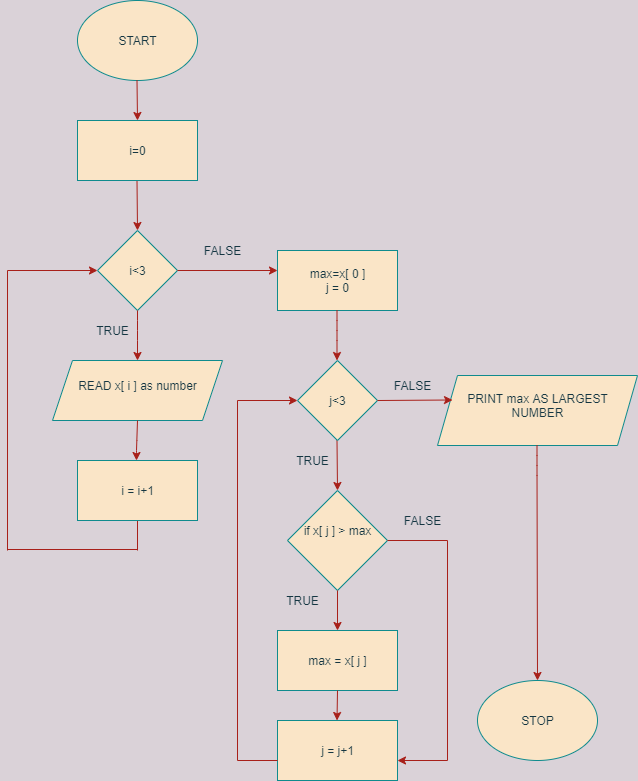 START
i=0
i<3
FALSE
TRUE
READ x[ i ] as number
i = i+1
max=x[ 0 ]
j = 0
j<3
FALSE
PRINT max AS LARGEST
NUMBER
TRUE
if x[ j ] > max
FALSE
TRUE
max = x[ j ]
j = j+1
STOP